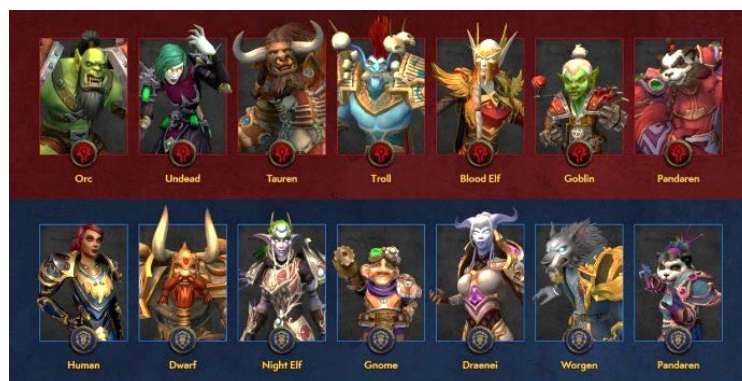 Orc Undead Tauren Troll Blood Elf Goblin Pandaren
Human Dwarf Night Elf Gnome Draenei Worgen Pandaren